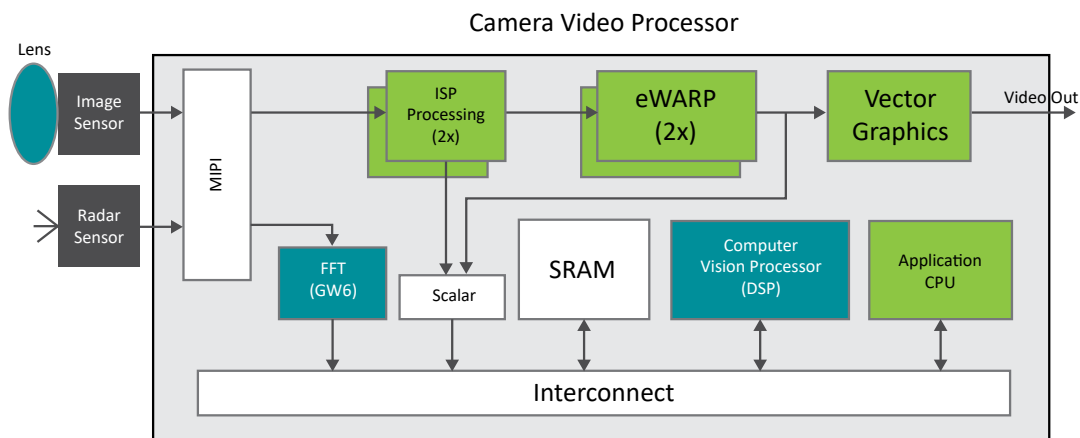 Camera Video Processor
Lens
Image
Sensor
Radar
Sensor
MIPI
ISP
Processing
(2x)
eWARP
(2x)
Vector
Graphics
Video Out
FFT
(GW6)
Scalar
SRAM
Computer
Vision Processor
(DSP)
Application
CPU
Interconnect